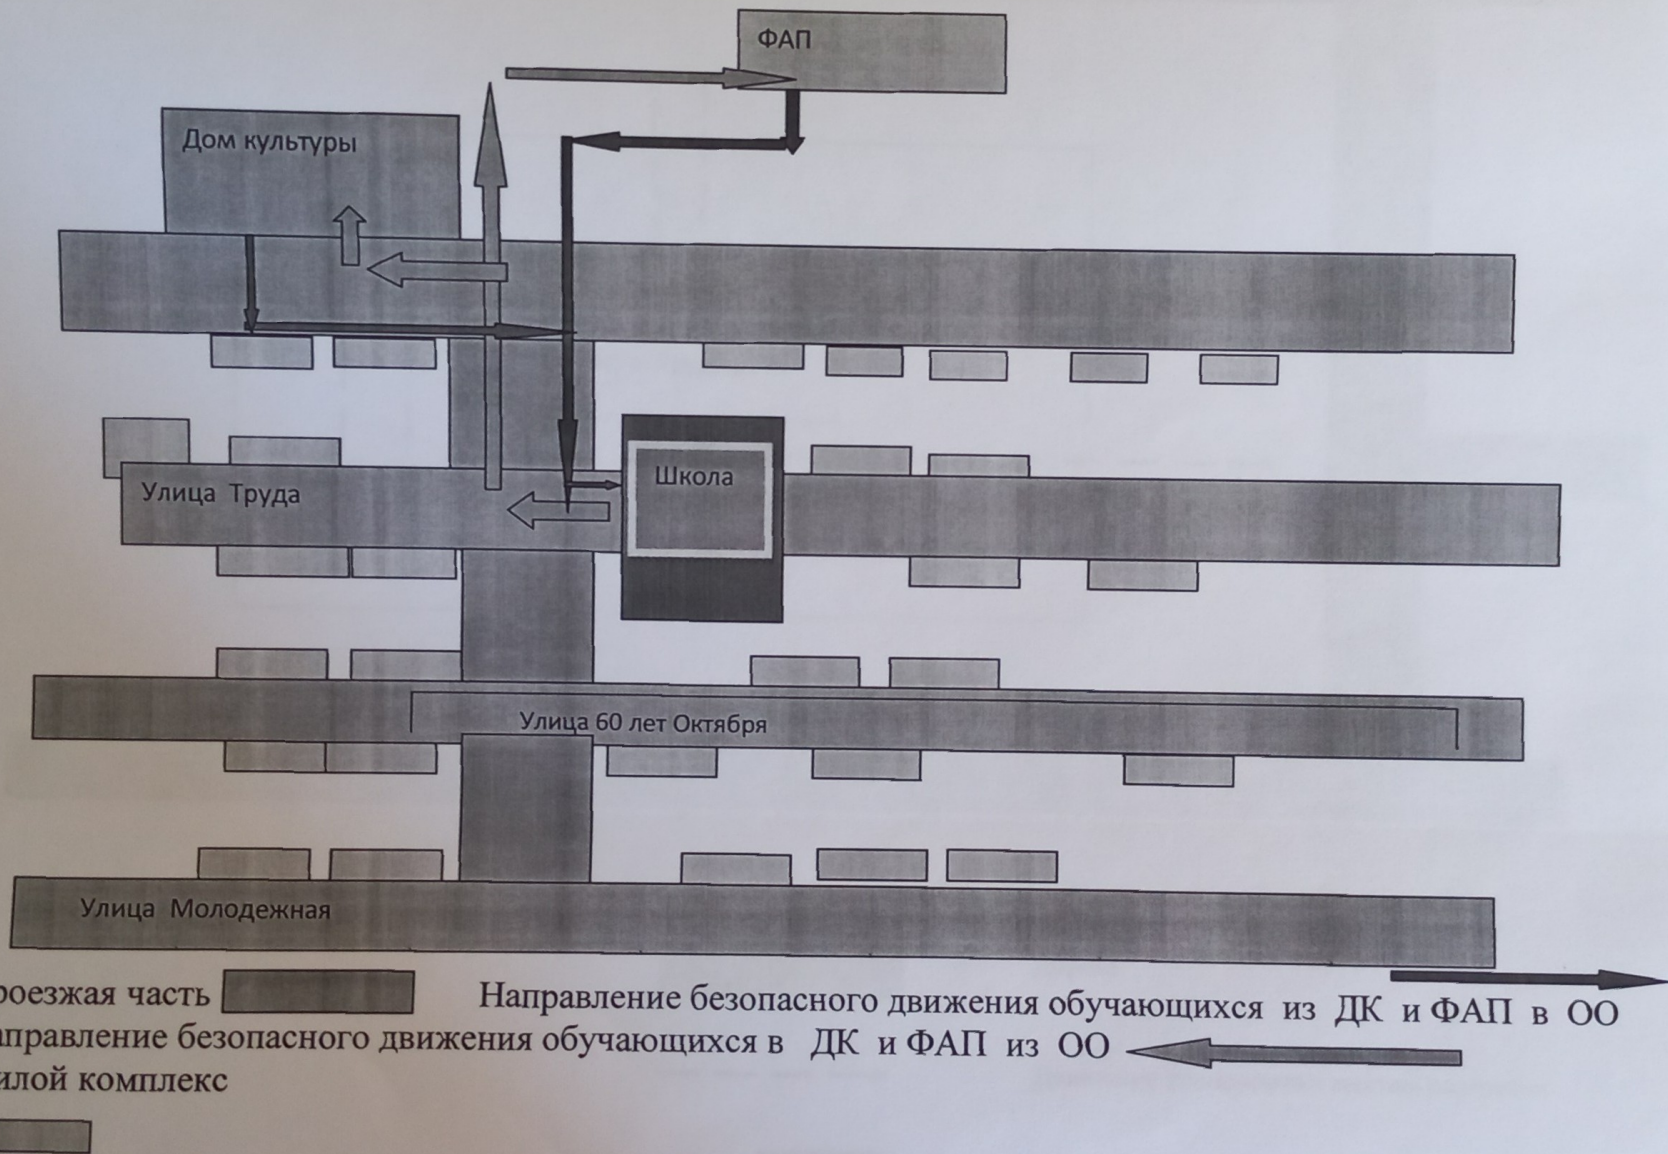 ФАП
Дом культуры
Школа
Улица Труда
Улица 60 лет Октября
Улица Молодежная
роезжая часть Направление безопасного движения обучающихся из ДК и ФАП в ОО
аправление безопасного движения обучающихся в ДК и ФАП из ОО
илой комплекс